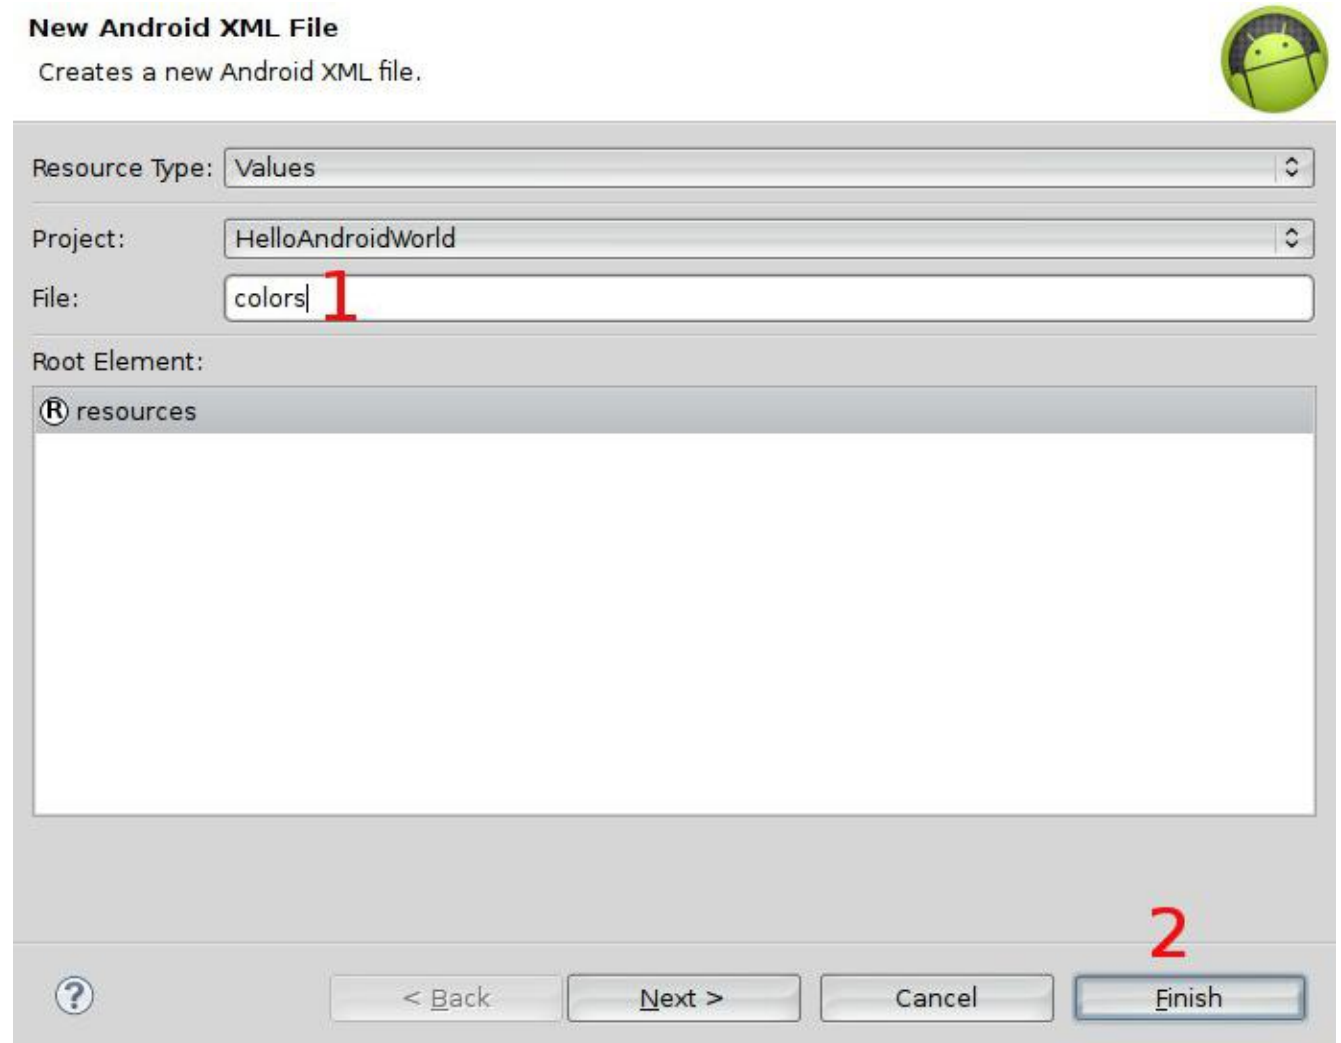 New Android XML File
Creates a new Android XML file.
Resource Type: Values
Project: HelloAndroidWorld
File: colors 1
Root Element:
R resources
2
? < Back Next > Cancel Finish